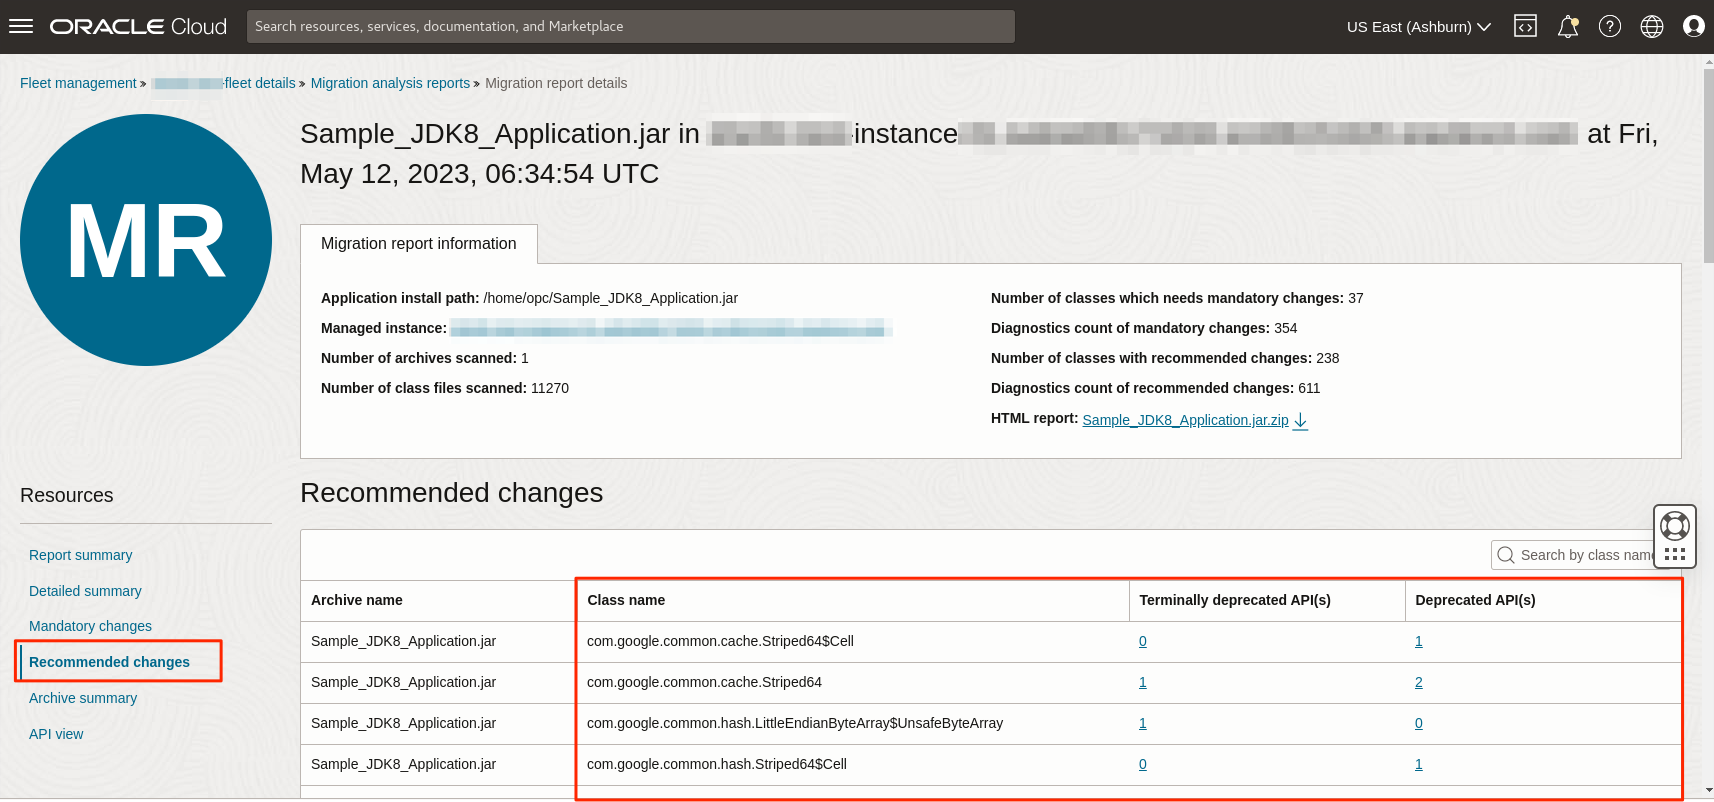 ORACLE Cloud
Search resources, services, documentation, and Marketplace
US East (Ashburn)
Fleet management » -fleet details » Migration analysis reports » Migration report details
MR
Sample_JDK8_Application.jar in -instance at Fri,
May 12, 2023, 06:34:54 UTC
Migration report information
Application install path: /home/opc/Sample_JDK8_Application.jar
Managed instance:
Number of archives scanned: 1
Number of class files scanned: 11270
Number of classes which needs mandatory changes: 37
Diagnostics count of mandatory changes: 354
Number of classes with recommended changes: 238
Diagnostics count of recommended changes: 611
HTML report: Sample_JDK8_Application.jar.zip
Resources
Report summary
Detailed summary
Mandatory changes
Recommended changes
Archive summary
API view
Recommended changes
Search by class name
Archive name Class name Terminally deprecated API(s) Deprecated API(s)
Sample_JDK8_Application.jar com.google.common.cache.Striped64$Cell 0 1
Sample_JDK8_Application.jar com.google.common.cache.Striped64 1 2
Sample_JDK8_Application.jar com.google.common.hash.LittleEndianByteArray$UnsafeByteArray 1 0
Sample_JDK8_Application.jar com.google.common.hash.Striped64$Cell 0 1